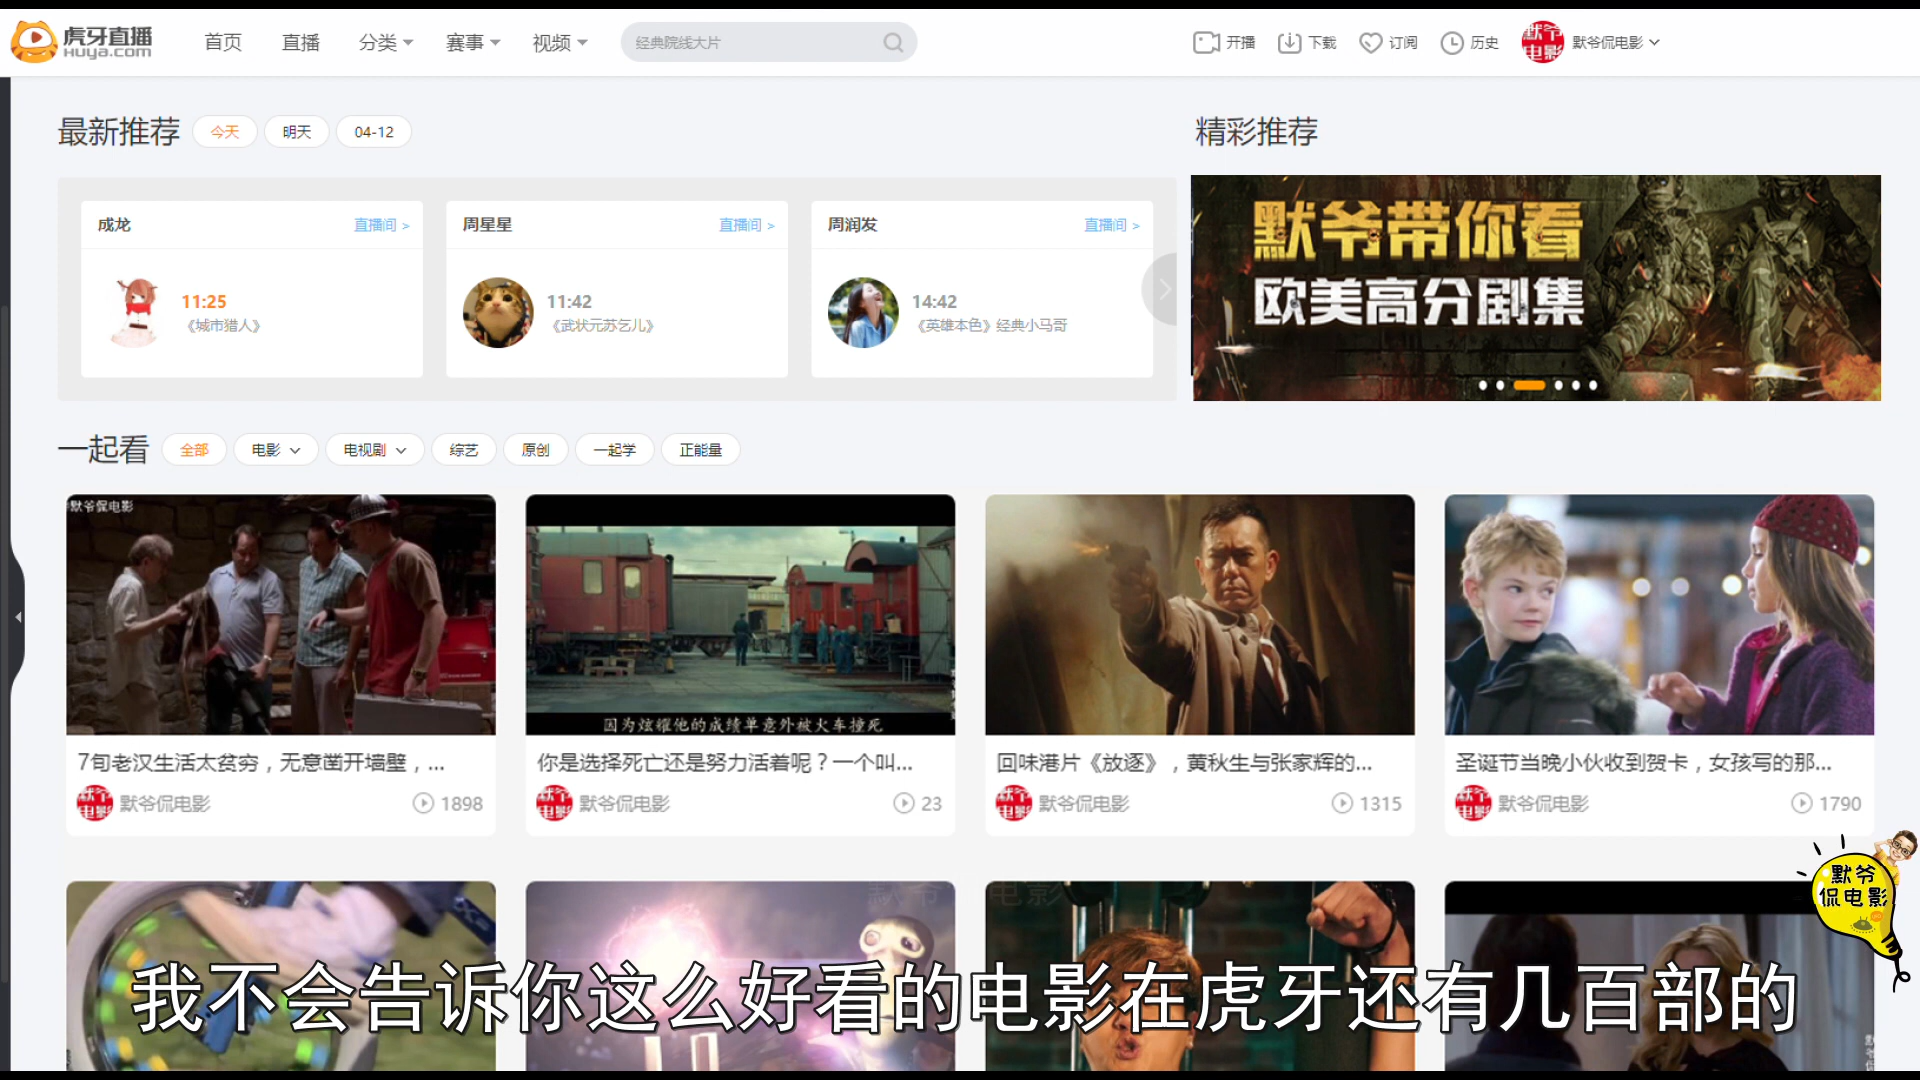 虎牙直播
HUYA.com
首页
直播
分类
赛事
视频
经典院线大片
开播
下载
订阅
历史
默爷侃电影
默爷侃电影
最新推荐
今天
明天
04-12
精彩推荐
成龙
直播间 >
11:25
《城市猎人》
周星星
直播间 >
11:42
《武状元苏乞儿》
周润发
直播间 >
14:42
《英雄本色》经典小马哥
默爷带你看
欧美高分剧集
一起看
全部
电影
电视剧
综艺
原创
一起学
正能量
默爷侃电影
因为炫耀他的成绩单意外被火车撞死
7旬老汉生活太贫穷，无意凿开墙壁，...
默爷侃电影
1898
你是选择死亡还是努力活着呢？一个叫...
默爷侃电影
23
回味港片《放逐》，黄秋生与张家辉的...
默爷侃电影
1315
圣诞节当晚小伙收到贺卡，女孩写的那...
默爷侃电影
1790
默爷
侃电影
我不会告诉你这么好看的电影在虎牙还有几百部的